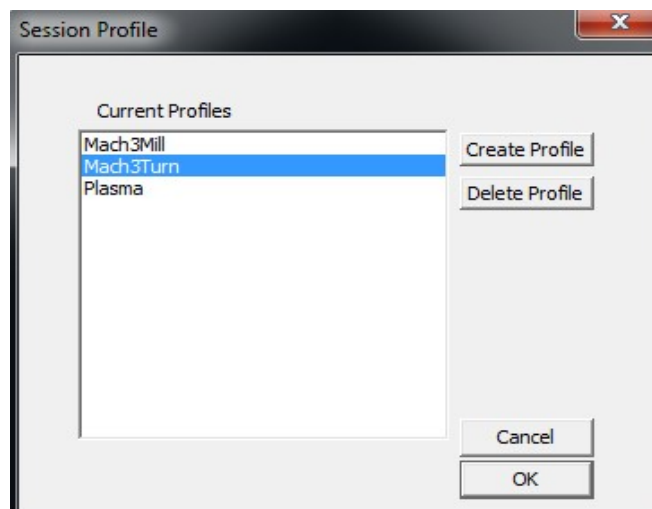 Session Profile
Current Profiles
Mach3Mill
Mach3Turn
Plasma
Create Profile
Delete Profile
Cancel
OK